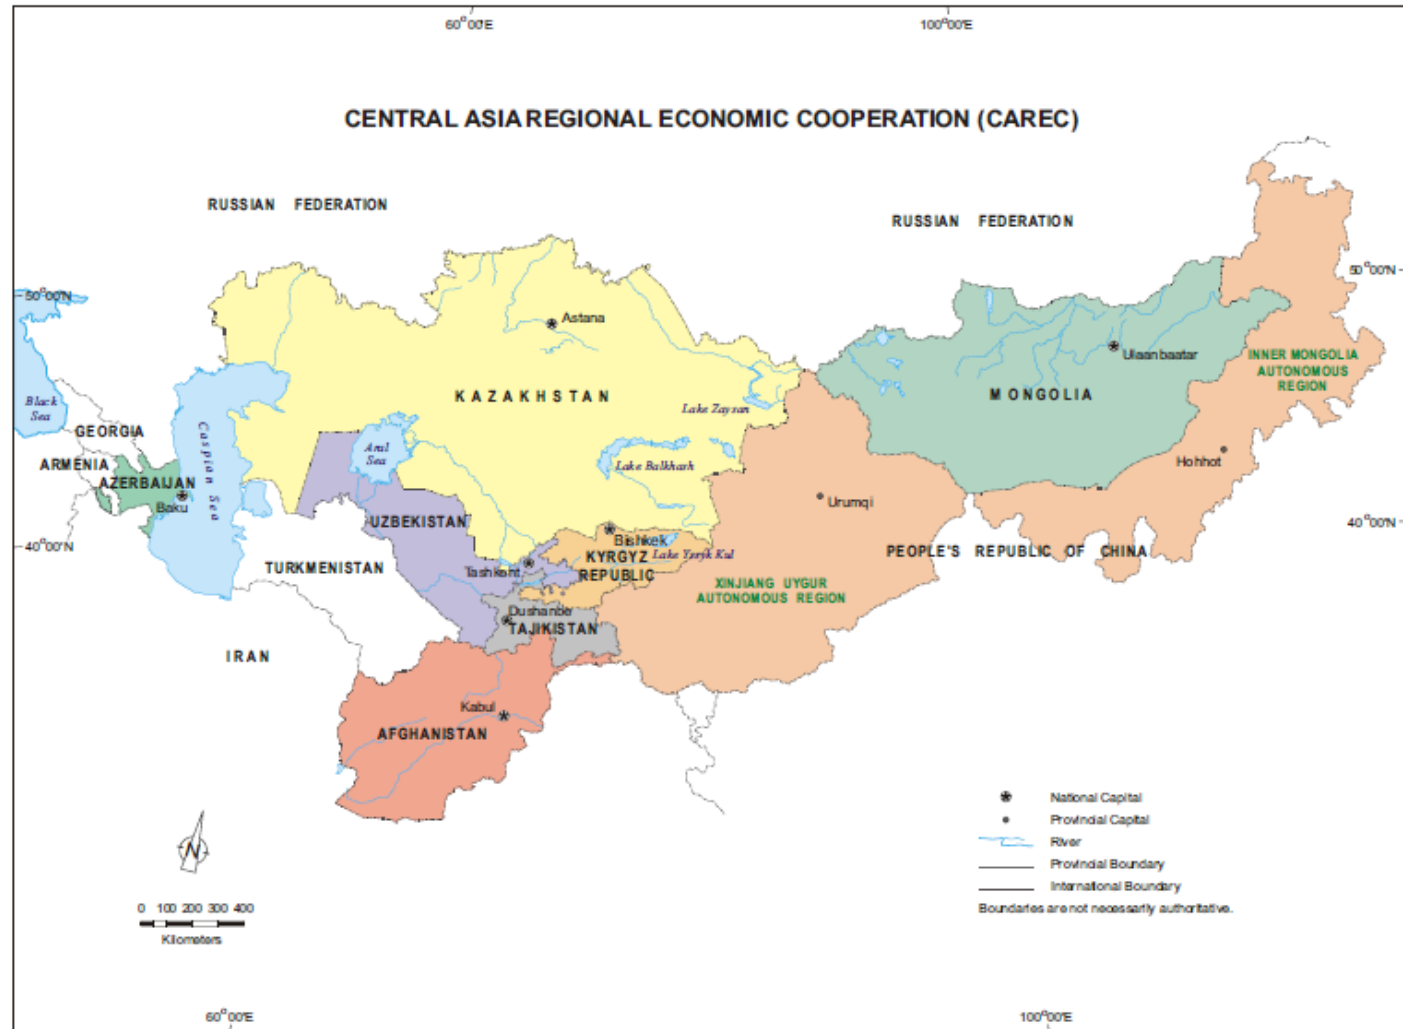 60°00'E
100°00'E
CENTRAL ASIA REGIONAL ECONOMIC COOPERATION (CAREC)
RUSSIAN FEDERATION
RUSSIAN FEDERATION
50°00'N
50°00'N
Astana
Ulaanbaatar
INNER MONGOLIA
AUTONOMOUS
REGION
KAZAKHSTAN
MONGOLIA
Black
Sea
Lake Zaysan
GEORGIA
Caspian Sea
Aral
Sea
ARMENIA
Lake Balkhash
Hohhot
AZERBAIJAN
Baku
Urumqi
UZBEKISTAN
40°00'N
40°00'N
Bishkek
Lake Ysyk Kul
KYRGYZ
REPUBLIC
PEOPLE'S REPUBLIC OF CHINA
TURKMENISTAN
Tashkent
XINJIANG UYGUR
AUTONOMOUS REGION
Dushanbe
TAJIKISTAN
IRAN
Kabul
AFGHANISTAN
National Capital
Provincial Capital
River
Provincial Boundary
International Boundary
Boundaries are not necessarily authoritative.
N
0 100 200 300 400
Kilometers
60°00'E
100°00'E